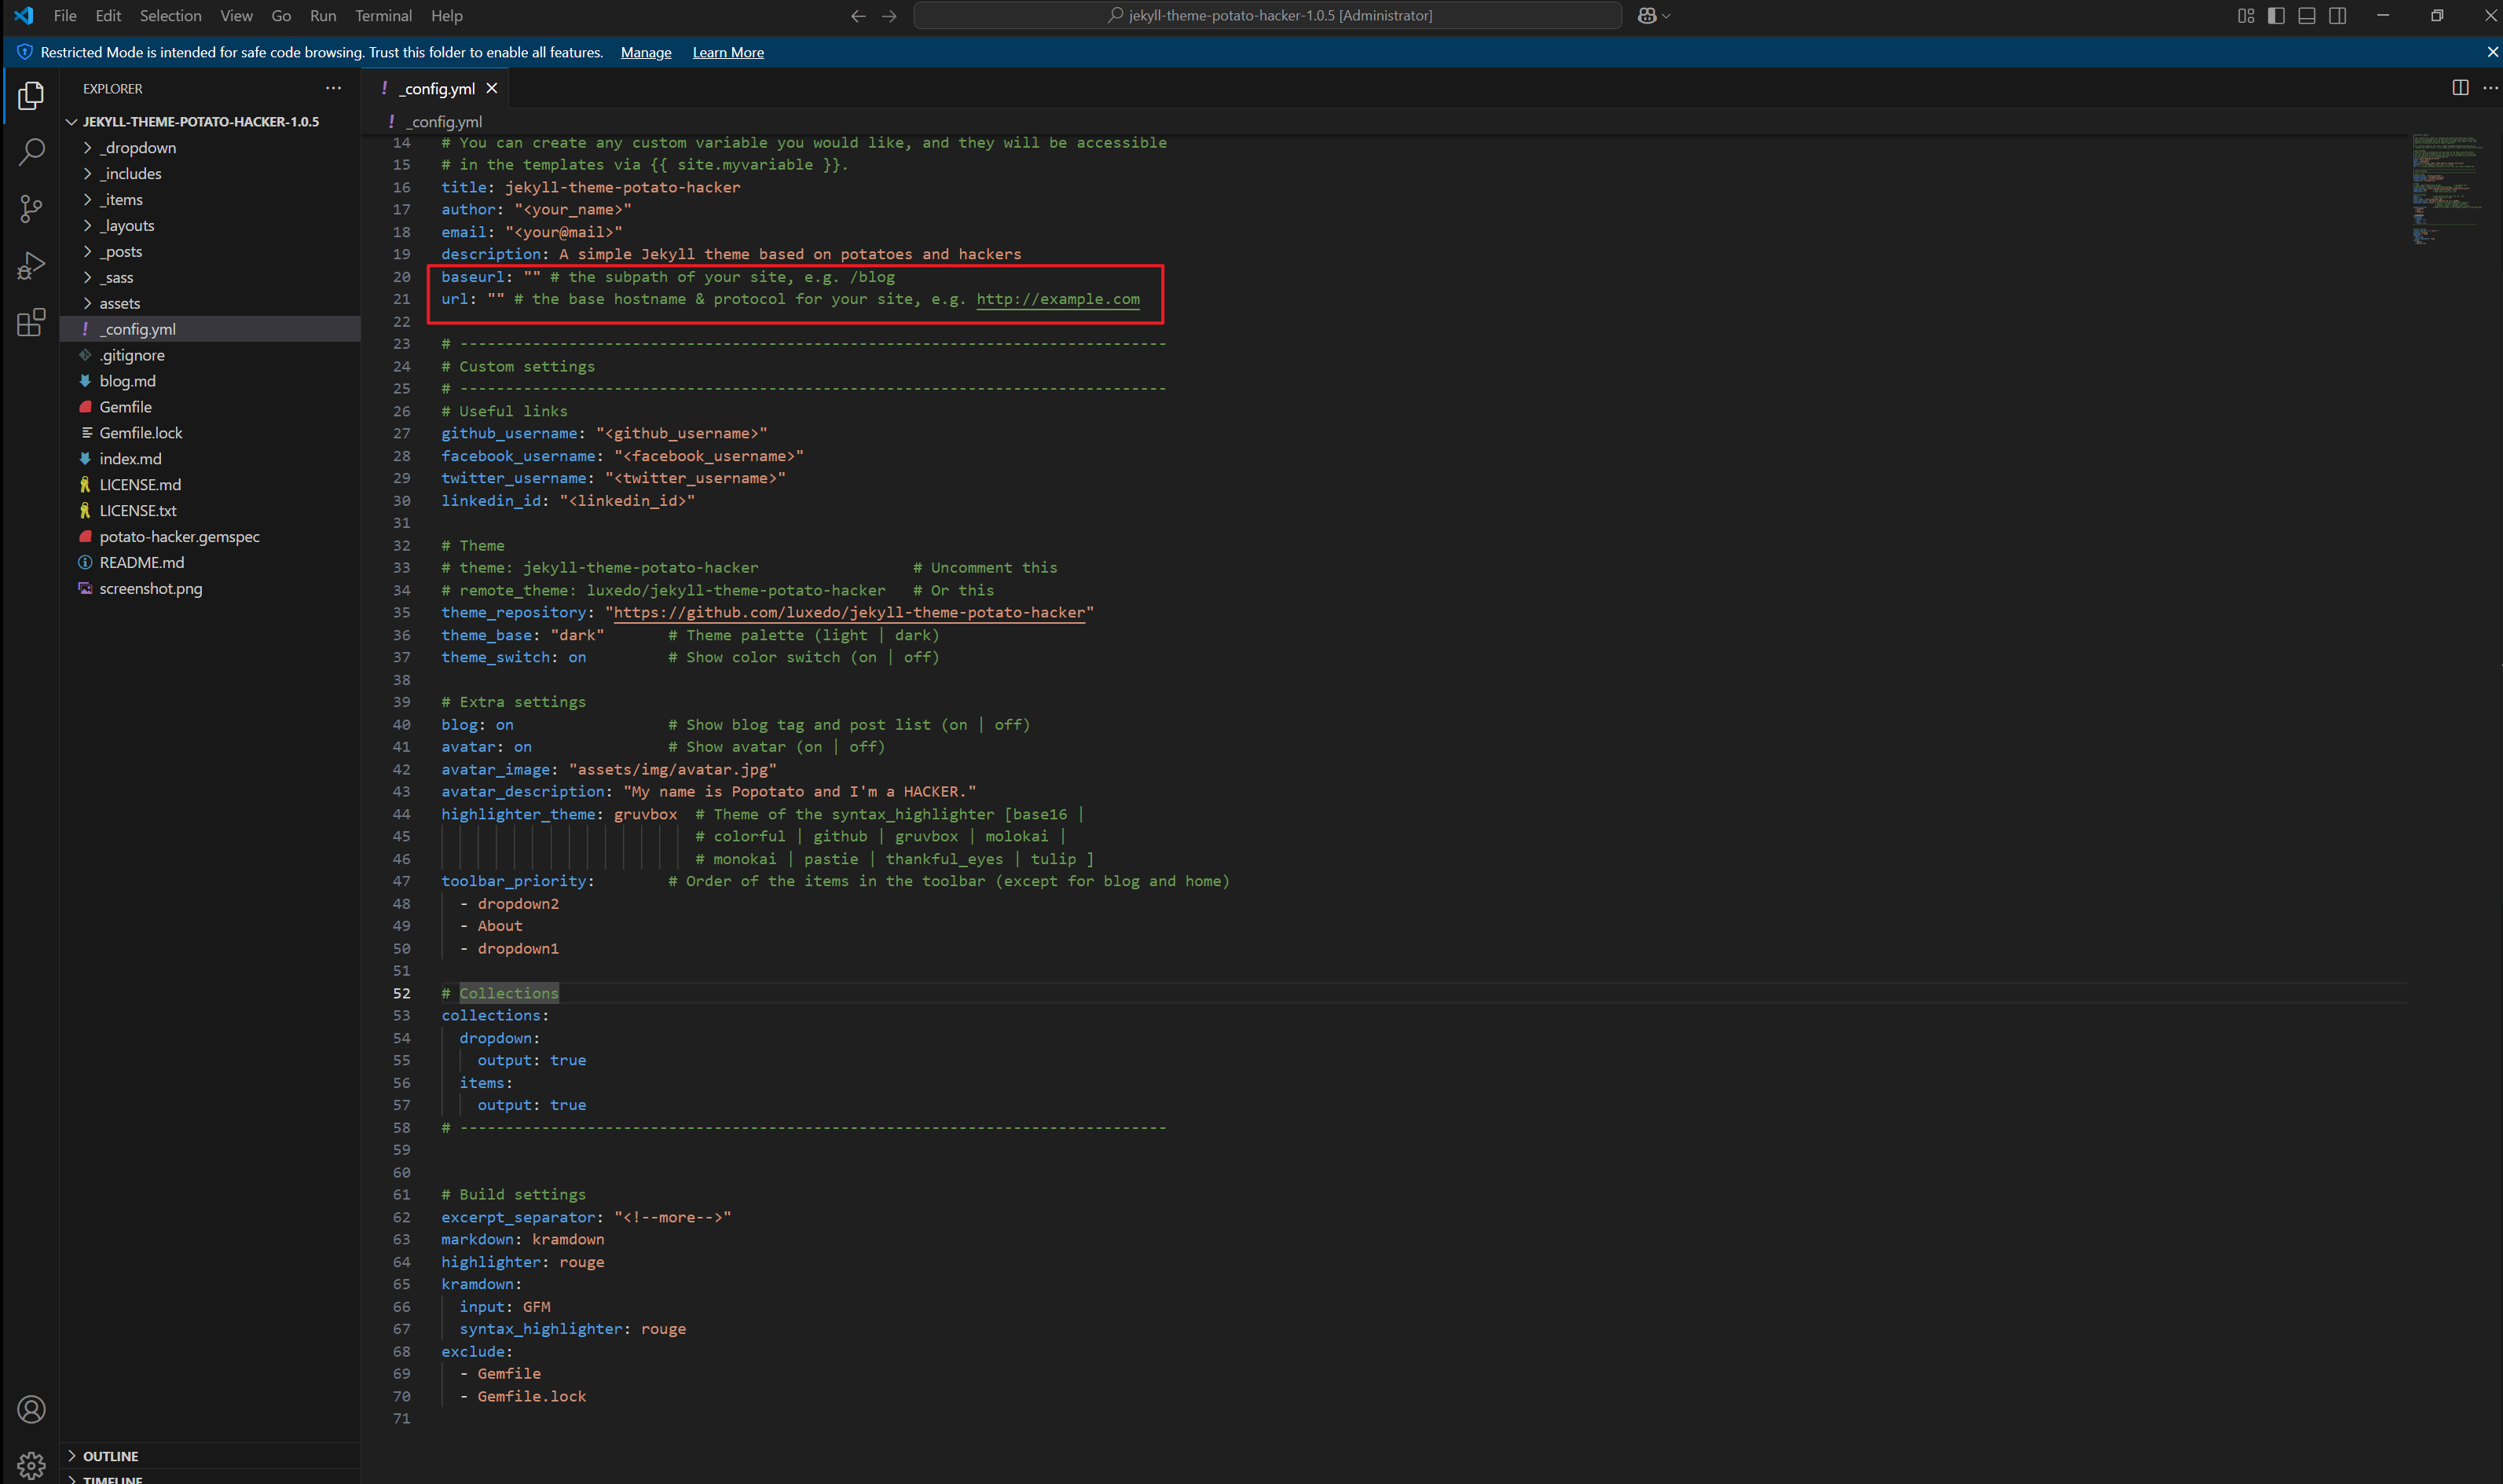 File Edit Selection View Go Run Terminal Help
jekyll-theme-potato-hacker-1.0.5 [Administrator]
Restricted Mode is intended for safe code browsing. Trust this folder to enable all features. Manage Learn More
EXPLORER
JEKYLL-THEME-POTATO-HACKER-1.0.5
_dropdown
_includes
_items
_layouts
_posts
_sass
assets
_config.yml
.gitignore
blog.md
Gemfile
Gemfile.lock
index.md
LICENSE.md
LICENSE.txt
potato-hacker.gemspec
README.md
screenshot.png
OUTLINE
TIMELINE
! _config.yml
! _config.yml
14 # You can create any custom variable you would like, and they will be accessible
15 # in the templates via {{ site.myvariable }}.
16 title: jekyll-theme-potato-hacker
17 author: "<your_name>"
18 email: "<your@mail>"
19 description: A simple Jekyll theme based on potatoes and hackers
20 baseurl: "" # the subpath of your site, e.g. /blog
21 url: "" # the base hostname & protocol for your site, e.g. http://example.com
22
23 # ------------------------------------------------------------------------------
24 # Custom settings
25 # ------------------------------------------------------------------------------
26 # Useful links
27 github_username: "<github_username>"
28 facebook_username: "<facebook_username>"
29 twitter_username: "<twitter_username>"
30 linkedin_id: "<linkedin_id>"
31
32 # Theme
33 # theme: jekyll-theme-potato-hacker # Uncomment this
34 # remote_theme: luxedo/jekyll-theme-potato-hacker # Or this
35 theme_repository: "https://github.com/luxedo/jekyll-theme-potato-hacker"
36 theme_base: "dark" # Theme palette (light | dark)
37 theme_switch: on # Show color switch (on | off)
38
39 # Extra settings
40 blog: on # Show blog tag and post list (on | off)
41 avatar: on # Show avatar (on | off)
42 avatar_image: "assets/img/avatar.jpg"
43 avatar_description: "My name is Popotato and I'm a HACKER."
44 highlighter_theme: gruvbox # Theme of the syntax_highlighter [base16 |
45 # colorful | github | gruvbox | molokai |
46 # monokai | pastie | thankful_eyes | tulip ]
47 toolbar_priority: # Order of the items in the toolbar (except for blog and home)
48 - dropdown2
49 - About
50 - dropdown1
51
52 # Collections
53 collections:
54 dropdown:
55 output: true
56 items:
57 output: true
58 # ------------------------------------------------------------------------------
59
60
61 # Build settings
62 excerpt_separator: "<!--more-->"
63 markdown: kramdown
64 highlighter: rouge
65 kramdown:
66 input: GFM
67 syntax_highlighter: rouge
68 exclude:
69 - Gemfile
70 - Gemfile.lock
71